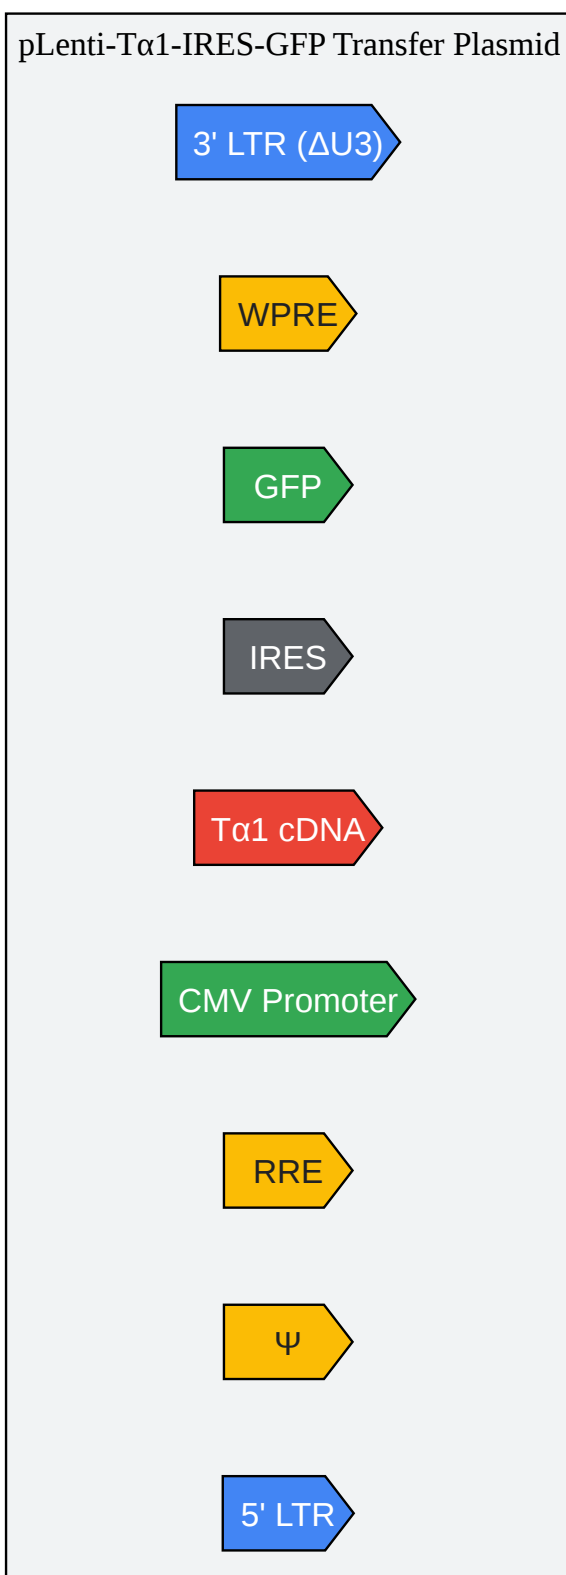 pLenti-Tα1-IRES-GFP Transfer Plasmid
3' LTR (ΔU3)
WPRE
GFP
IRES
Tα1 cDNA
CMV Promoter
RRE
Ψ
5' LTR